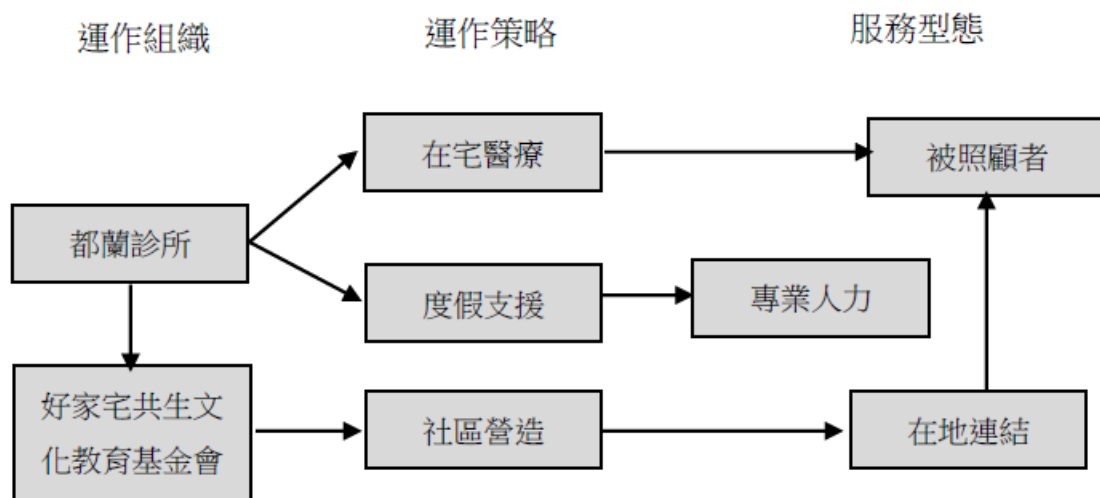 運作組織
運作策略
服務型態
在宅醫療
被照顧者
都蘭診所
度假支援
專業人力
好家宅共生文
化教育基金會
社區營造
在地連結